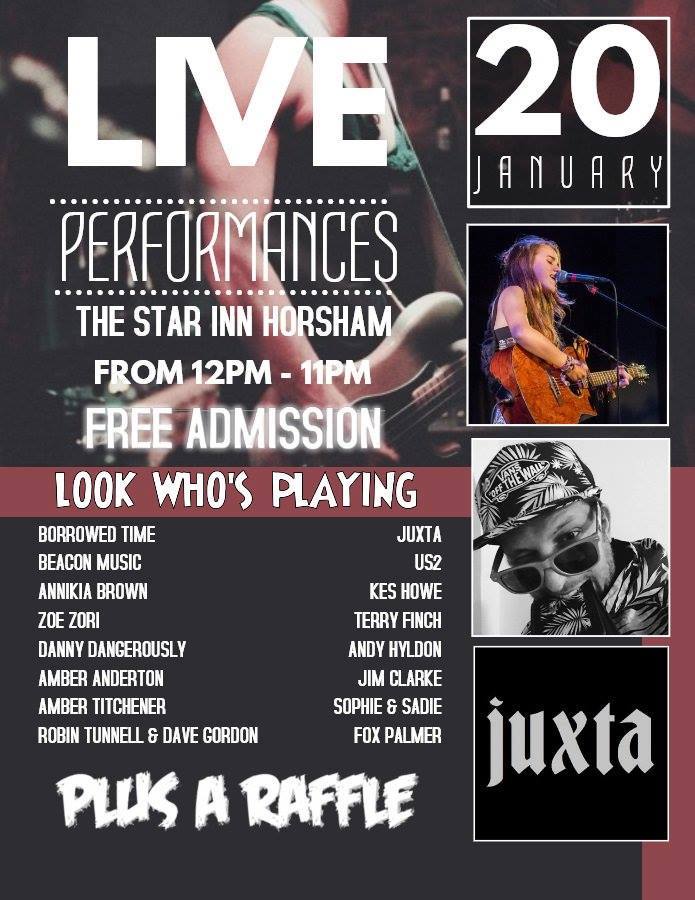 LIVE
PERFORMANCES
THE STAR INN HORSHAM
FROM 12PM - 11PM
FREE ADMISSION
20
JANUARY
LOOK WHO'S PLAYING
BORROWED TIME
BEACON MUSIC
ANNIKIA BROWN
ZOE ZORI
DANNY DANGEROUSLY
AMBER ANDERTON
AMBER TITCHENER
ROBIN TUNNELL & DAVE GORDON
JUXTA
US2
KES HOWE
TERRY FINCH
ANDY HYLDON
JIM CLARKE
SOPHIE & SADIE
FOX PALMER
PLUS A RAFFLE
VANS
"OFF THE WALL"
juxta